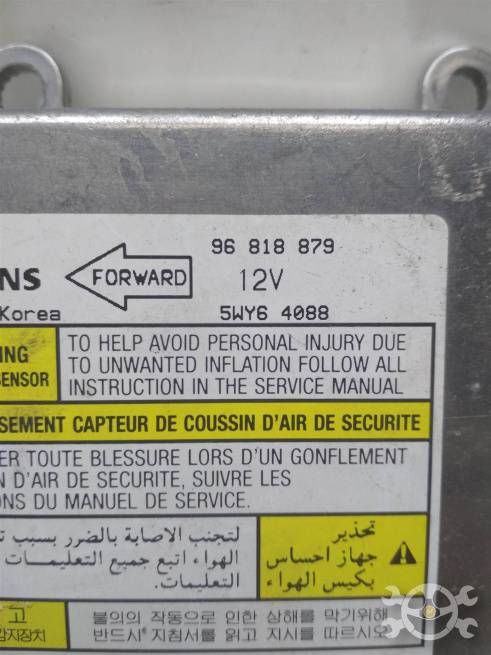 96 818 879
NS
FORWARD
12V
Korea
5WY6 4088
ING
SENSOR
TO HELP AVOID PERSONAL INJURY DUE
TO UNWANTED INFLATION FOLLOW ALL
INSTRUCTION IN THE SERVICE MANUAL
SEMENT CAPTEUR DE COUSSIN D'AIR DE SECURITE
ER TOUTE BLESSURE LORS D'UN GONFLEMENT
N D'AIR DE SECURITE, SUIVRE LES
ONS DU MANUEL DE SERVICE.
تحذير
جهاز احساس
بكيس الهواء
لتجنب الاصابة بالضرر بسبب
الهواء اتبع جميع التعليمات
التعليمات
고
감지장치
불의의 작동으로 인한 상해를 막기위해
반드시 지침서를 읽고 지시를 따르시오